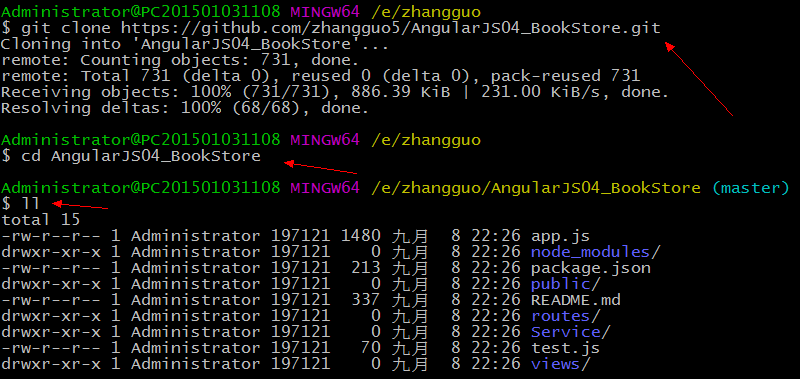 Administrator@PC201501031108 MINGW64 /e/zhangguo
$ git clone https://github.com/zhangguo5/AngularJS04_BookStore.git
Cloning into 'AngularJS04_BookStore'...
remote: Counting objects: 731, done.
remote: Total 731 (delta 0), reused 0 (delta 0), pack-reused 731
Receiving objects: 100% (731/731), 886.39 KiB | 231.00 KiB/s, done.
Resolving deltas: 100% (68/68), done.
Administrator@PC201501031108 MINGW64 /e/zhangguo
$ cd AngularJS04_BookStore
Administrator@PC201501031108 MINGW64 /e/zhangguo/AngularJS04_BookStore (master)
$ ll
total 15
-rw-r--r-- 1 Administrator 197121 1480 九月  8 22:26 app.js
drwxr-xr-x 1 Administrator 197121    0 九月  8 22:26 node_modules/
-rw-r--r-- 1 Administrator 197121  213 九月  8 22:26 package.json
drwxr-xr-x 1 Administrator 197121    0 九月  8 22:26 public/
-rw-r--r-- 1 Administrator 197121  337 九月  8 22:26 README.md
drwxr-xr-x 1 Administrator 197121    0 九月  8 22:26 routes/
drwxr-xr-x 1 Administrator 197121    0 九月  8 22:26 Service/
-rw-r--r-- 1 Administrator 197121   70 九月  8 22:26 test.js
drwxr-xr-x 1 Administrator 197121    0 九月  8 22:26 views/